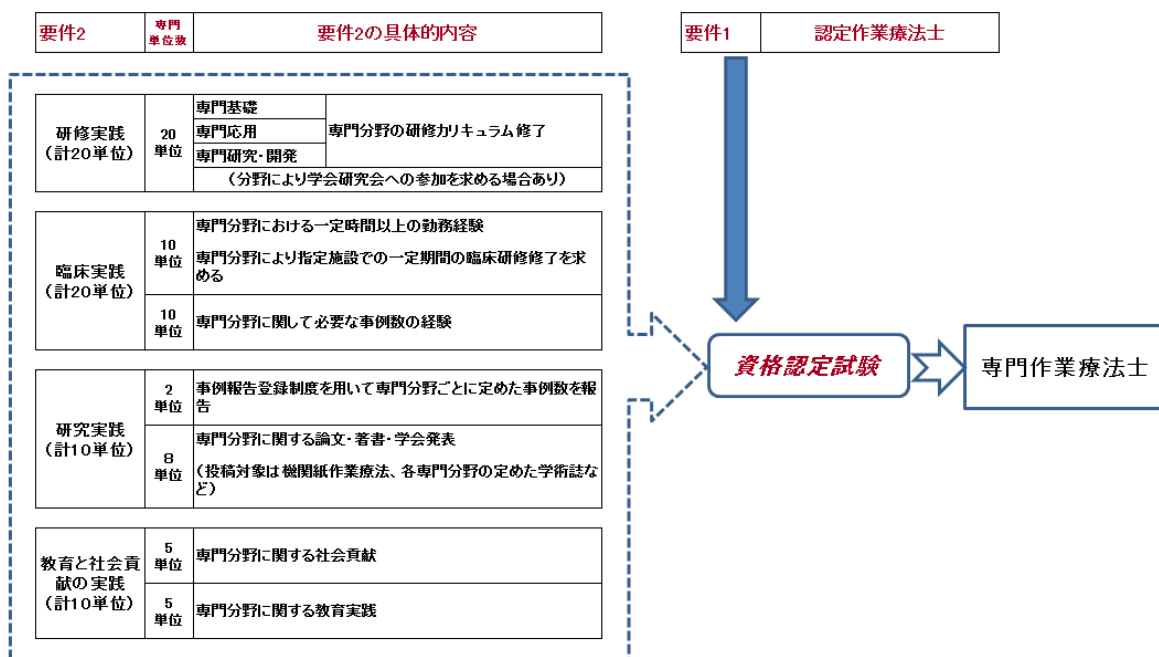 要件2
専門
単位数
要件2の具体的内容
要件1
認定作業療法士
研修実践
(計20単位)
20
単位
専門基礎
専門応用
専門研究・開発
専門分野の研修カリキュラム修了
(分野により学会研究会への参加を求める場合あり)
臨床実践
(計20単位)
10
単位
専門分野における一定時間以上の勤務経験
専門分野により指定施設での一定期間の臨床研修修了を求
める
10
単位
専門分野に関して必要な事例数の経験
研究実践
(計10単位)
2
単位
事例報告登録制度を用いて専門分野ごとに定めた事例数を報
告
8
単位
専門分野に関する論文・著書・学会発表
(投稿対象は機関紙作業療法、各専門分野の定めた学術誌な
ど)
教育と社会貢
献の実践
(計10単位)
5
単位
専門分野に関する社会貢献
5
単位
専門分野に関する教育実践
資格認定試験
専門作業療法士